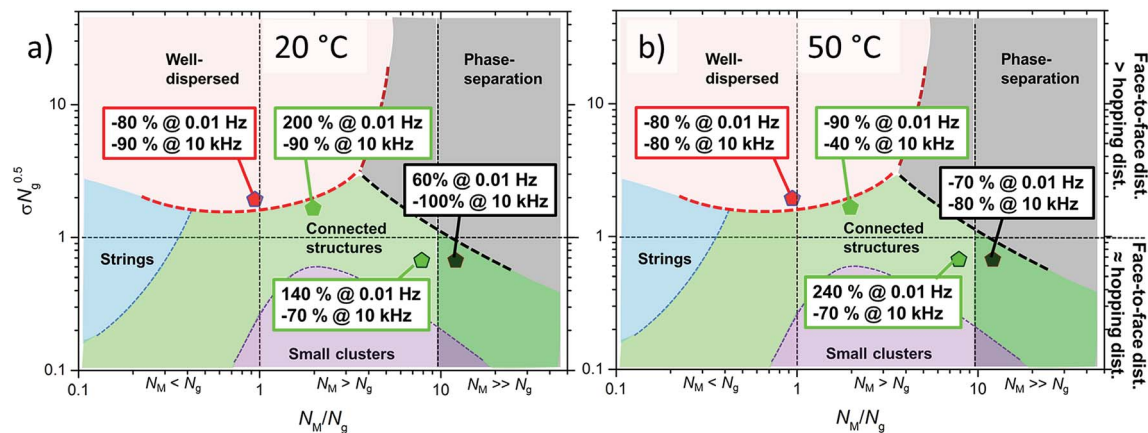 a)
20 °C
σN_g^0.5
10
1
0.1
Well-
dispersed
Phase-
separation
-80 % @ 0.01 Hz
-90 % @ 10 kHz
200 % @ 0.01 Hz
-90 % @ 10 kHz
60% @ 0.01 Hz
-100% @ 10 kHz
Strings
Connected
structures
140 % @ 0.01 Hz
-70 % @ 10 kHz
Small clusters
N_M < N_g
N_M > N_g
N_M >> N_g
0.1
1
10
N_M/N_g
b)
50 °C
10
1
0.1
Well-
dispersed
Phase-
separation
-80 % @ 0.01 Hz
-80 % @ 10 kHz
-90 % @ 0.01 Hz
-40 % @ 10 kHz
-70 % @ 0.01 Hz
-80 % @ 10 kHz
Strings
Connected
structures
240 % @ 0.01 Hz
-70 % @ 10 kHz
Small clusters
N_M < N_g
N_M > N_g
N_M >> N_g
0.1
1
10
N_M/N_g
Face-to-face dist.
> hopping dist.
Face-to-face dist.
≈ hopping dist.